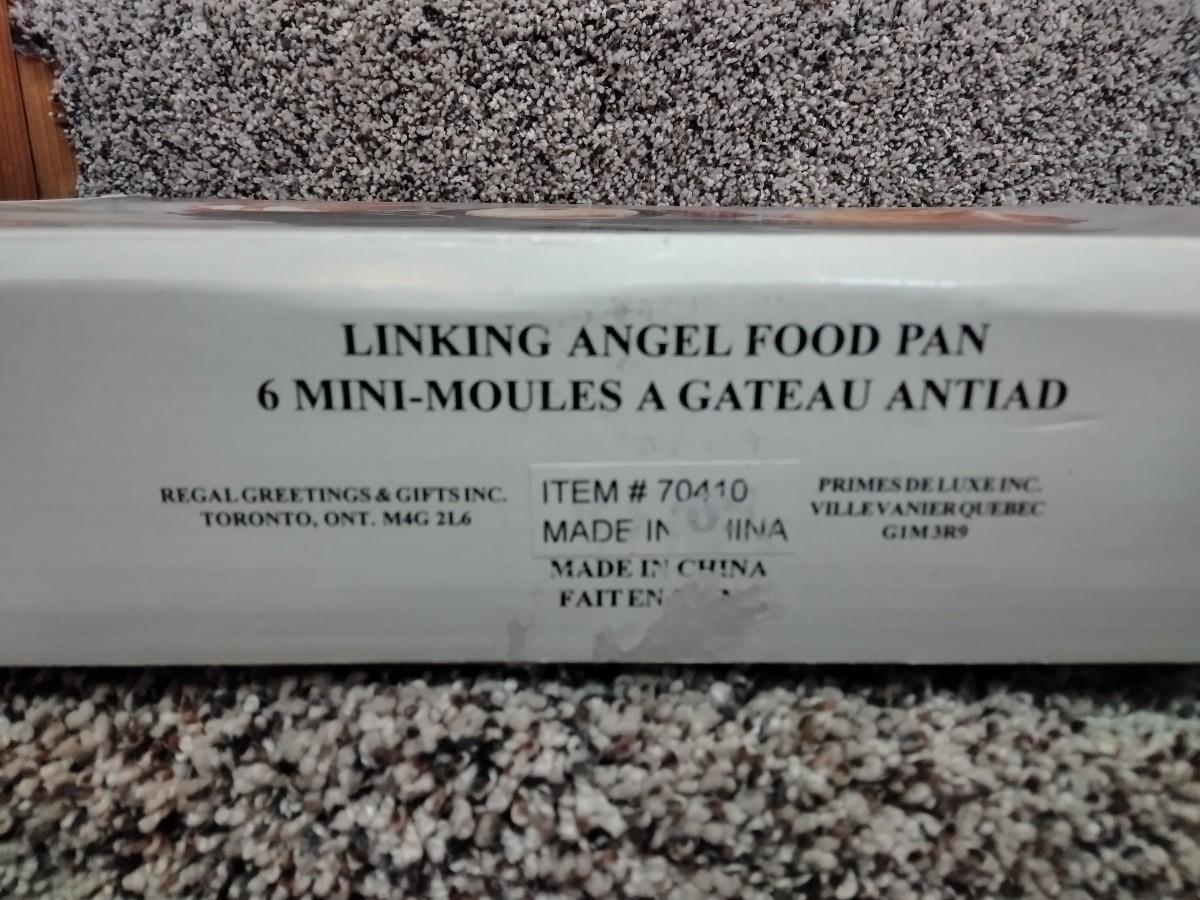 LINKING ANGEL FOOD PAN
6 MINI-MOULES A GATEAU ANTIAD
REGAL GREETINGS & GIFTS INC.
TORONTO, ONT. M4G 2L6
ITEM # 70410
MADE IN CHINA
MADE IN CHINA
FAIT EN
PRIMES DE LUXE INC.
VILLE VANIER QUEBEC
G1M 3R9